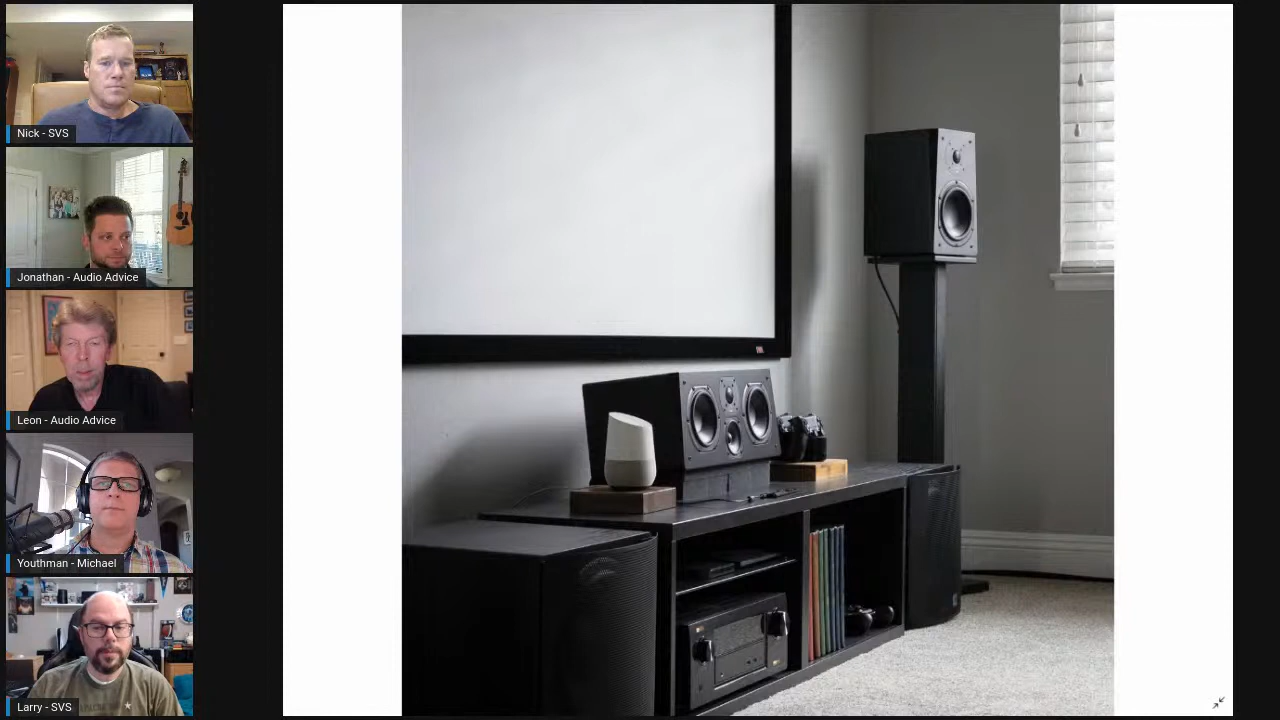 Nick - SVS
Jonathan - Audio Advice
Leon - Audio Advice
Youthman - Michael
Larry - SVS